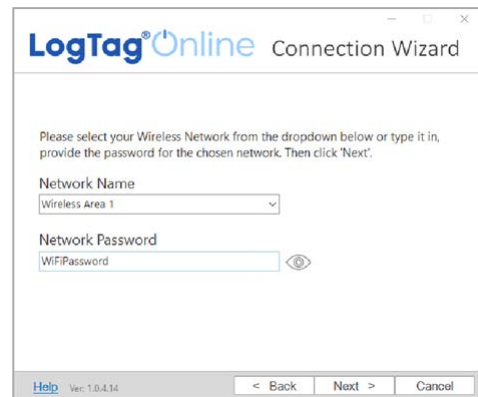 LogTag® Online Connection Wizard
Please select your Wireless Network from the dropdown below or type it in,
provide the password for the chosen network. Then click 'Next'.
Network Name
Wireless Area 1
Network Password
WiFiPassword
Help Ver: 1.0.4.14 < Back Next > Cancel